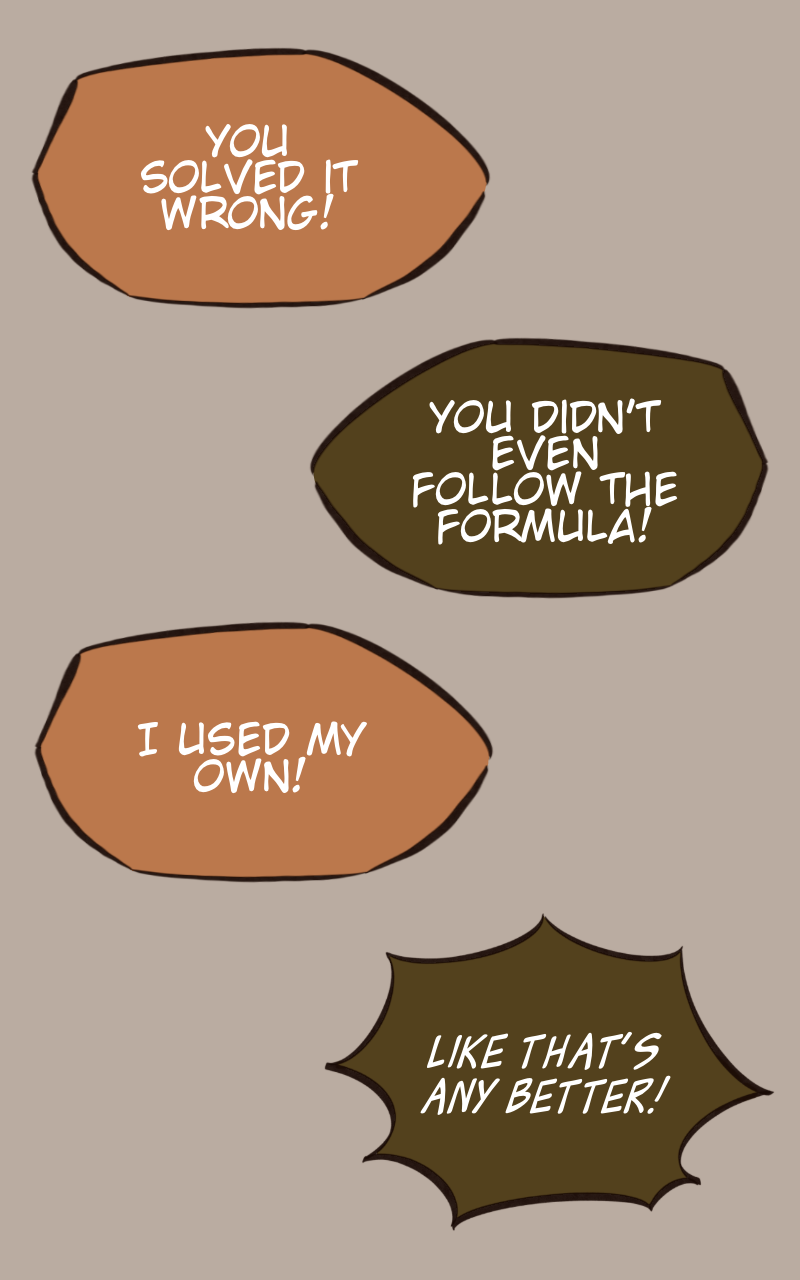 YOU
SOLVED IT
WRONG!
YOU DIDN'T
EVEN
FOLLOW THE
FORMULA!
I USED MY
OWN!
LIKE THAT'S
ANY BETTER!